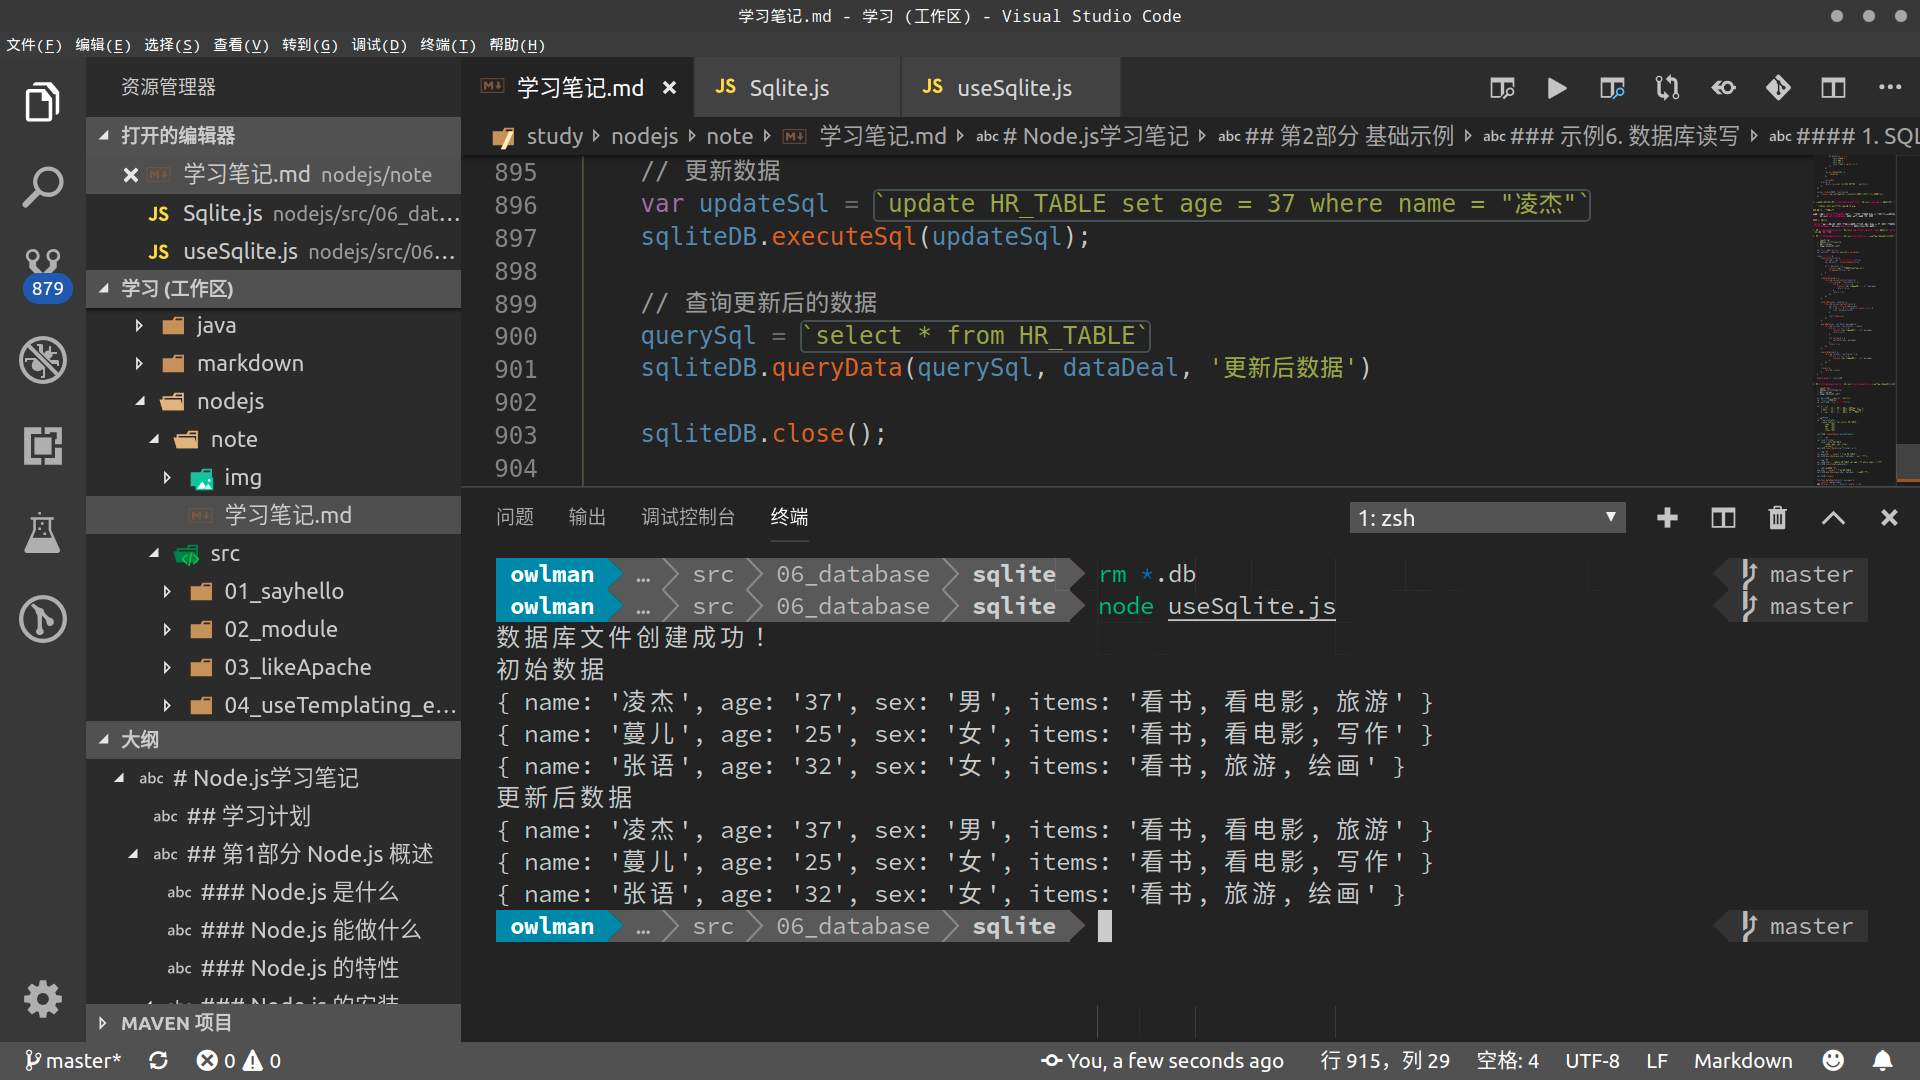 学习笔记.md - 学习 (工作区) - Visual Studio Code
文件(F) 编辑(E) 选择(S) 查看(V) 转到(G) 调试(D) 终端(T) 帮助(H)
资源管理器
打开的编辑器
学习笔记.md nodejs/note
JS Sqlite.js nodejs/src/06_dat...
JS useSqlite.js nodejs/src/06...
879
学习 (工作区)
java
markdown
nodejs
note
img
学习笔记.md
src
01_sayhello
02_module
03_likeApache
04_useTemplating_e...
大纲
abc # Node.js学习笔记
abc ## 学习计划
abc ## 第1部分 Node.js 概述
abc ### Node.js 是什么
abc ### Node.js 能做什么
abc ### Node.js 的特性
abc ### Node.js 的安装
MAVEN 项目
学习笔记.md
JS Sqlite.js
JS useSqlite.js
study nodejs note 学习笔记.md abc # Node.js学习笔记 abc ## 第2部分 基础示例 abc ### 示例6. 数据库读写 abc #### 1. SQL
895 // 更新数据
896 var updateSql = `update HR_TABLE set age = 37 where name = "凌杰"`
897 sqliteDB.executeSql(updateSql);
898
899 // 查询更新后的数据
900 querySql = `select * from HR_TABLE`
901 sqliteDB.queryData(querySql, dataDeal, '更新后数据')
902
903 sqliteDB.close();
904
问题 输出 调试控制台 终端
1: zsh
owlman … src 06_database sqlite rm *.db master
owlman … src 06_database sqlite node useSqlite.js master
数据库文件创建成功！
初始数据
{ name: '凌杰', age: '37', sex: '男', items: '看书, 看电影, 旅游' }
{ name: '蔓儿', age: '25', sex: '女', items: '看书, 看电影, 写作' }
{ name: '张语', age: '32', sex: '女', items: '看书, 旅游, 绘画' }
更新后数据
{ name: '凌杰', age: '37', sex: '男', items: '看书, 看电影, 旅游' }
{ name: '蔓儿', age: '25', sex: '女', items: '看书, 看电影, 写作' }
{ name: '张语', age: '32', sex: '女', items: '看书, 旅游, 绘画' }
owlman … src 06_database sqlite master
master* 0 0 You, a few seconds ago 行 915，列 29 空格: 4 UTF-8 LF Markdown